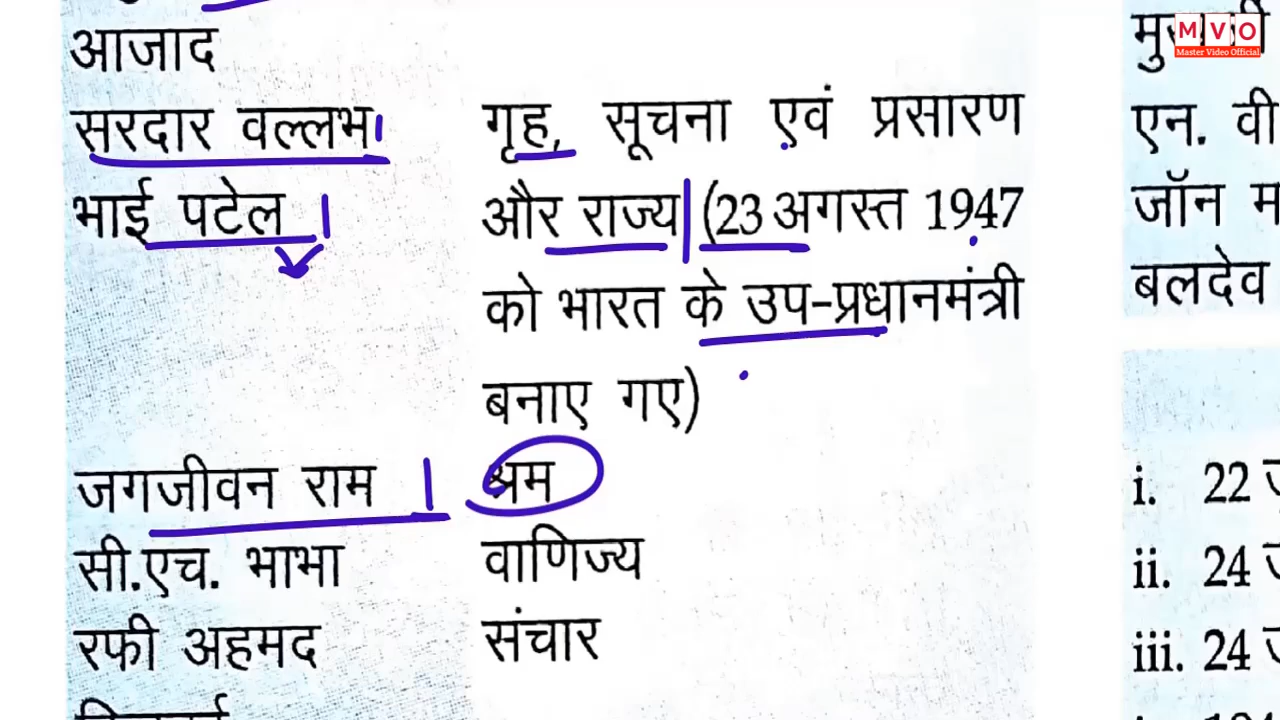 आजाद
सरदार वल्लभ
भाई पटेल
गृह, सूचना एवं प्रसारण
और राज्य (23 अगस्त 1947
को भारत के उप-प्रधानमंत्री
बनाए गए)
जगजीवन राम श्रम
सी.एच. भाभा वाणिज्य
रफी अहमद संचार
एन. वी
जॉन म
बलदेव
i. 22
ii. 24
iii. 24
MVO
Master Video Official